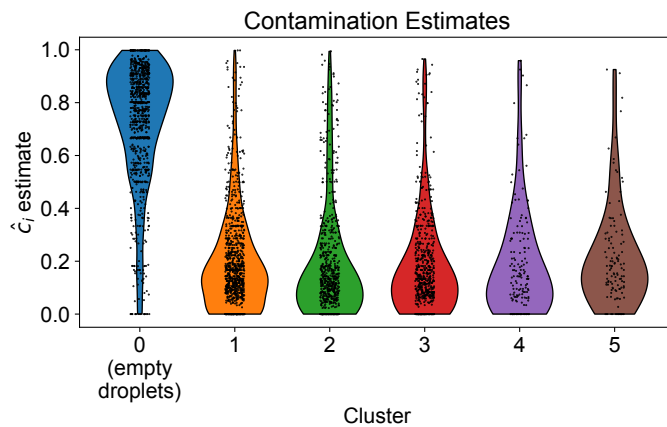 Contamination Estimates
ĉᵢ estimate
1.0
0.8
0.6
0.4
0.2
0.0
0 1 2 3 4 5
(empty
droplets)
Cluster